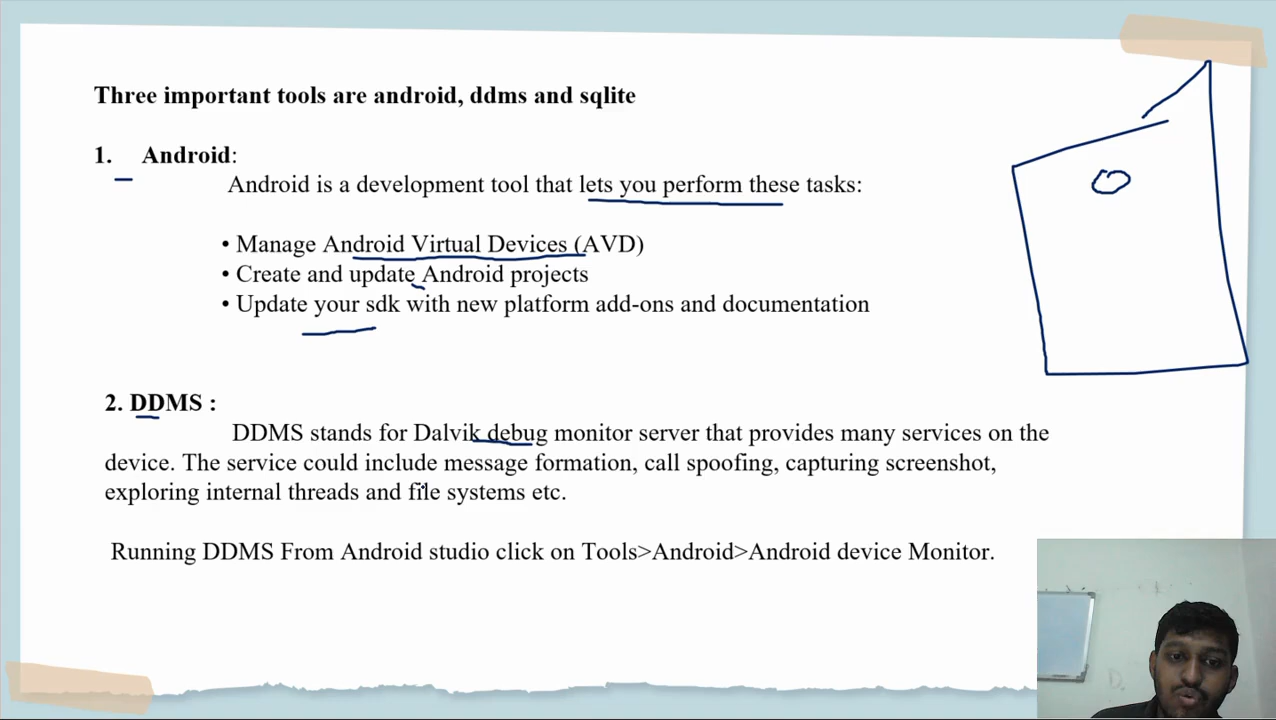 Three important tools are android, ddms and sqlite
1. Android:
Android is a development tool that lets you perform these tasks:
• Manage Android Virtual Devices (AVD)
• Create and update Android projects
• Update your sdk with new platform add-ons and documentation
2. DDMS :
DDMS stands for Dalvik debug monitor server that provides many services on the
device. The service could include message formation, call spoofing, capturing screenshot,
exploring internal threads and file systems etc.
Running DDMS From Android studio click on Tools>Android>Android device Monitor.